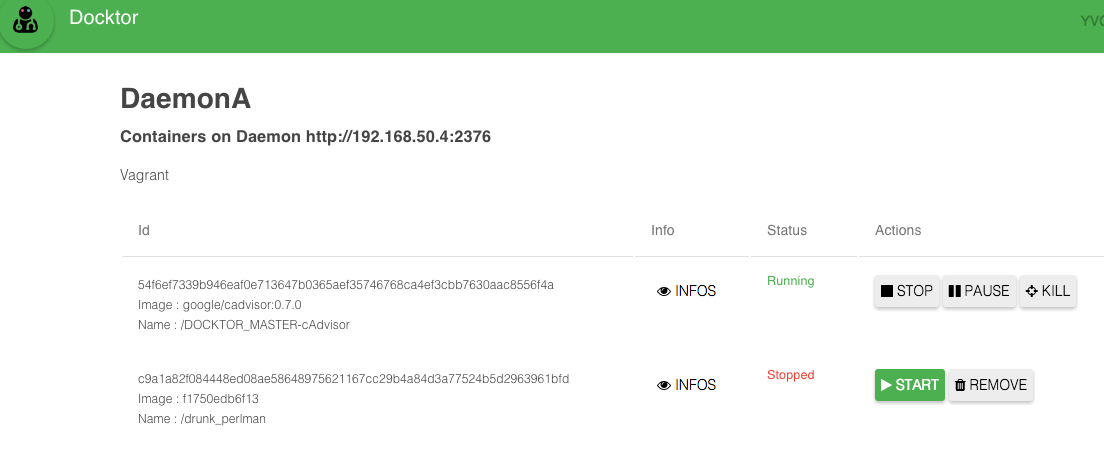 Docktor
DaemonA
Containers on Daemon http://192.168.50.4:2376
Vagrant
Id Info Status Actions
54f6ef7339b946eaf0e713647b0365aef35746768ca4ef3cbb7630aac8556f4a
Image : google/cadvisor:0.7.0
Name : /DOCKTOR_MASTER-cAdvisor
INFOS
Running
STOP PAUSE KILL
c9a1a82f084448ed08ae58648975621167cc29b4a84d3a77524b5d2963961bfd
Image : f1750edb6f13
Name : /drunk_perlman
INFOS
Stopped
START REMOVE